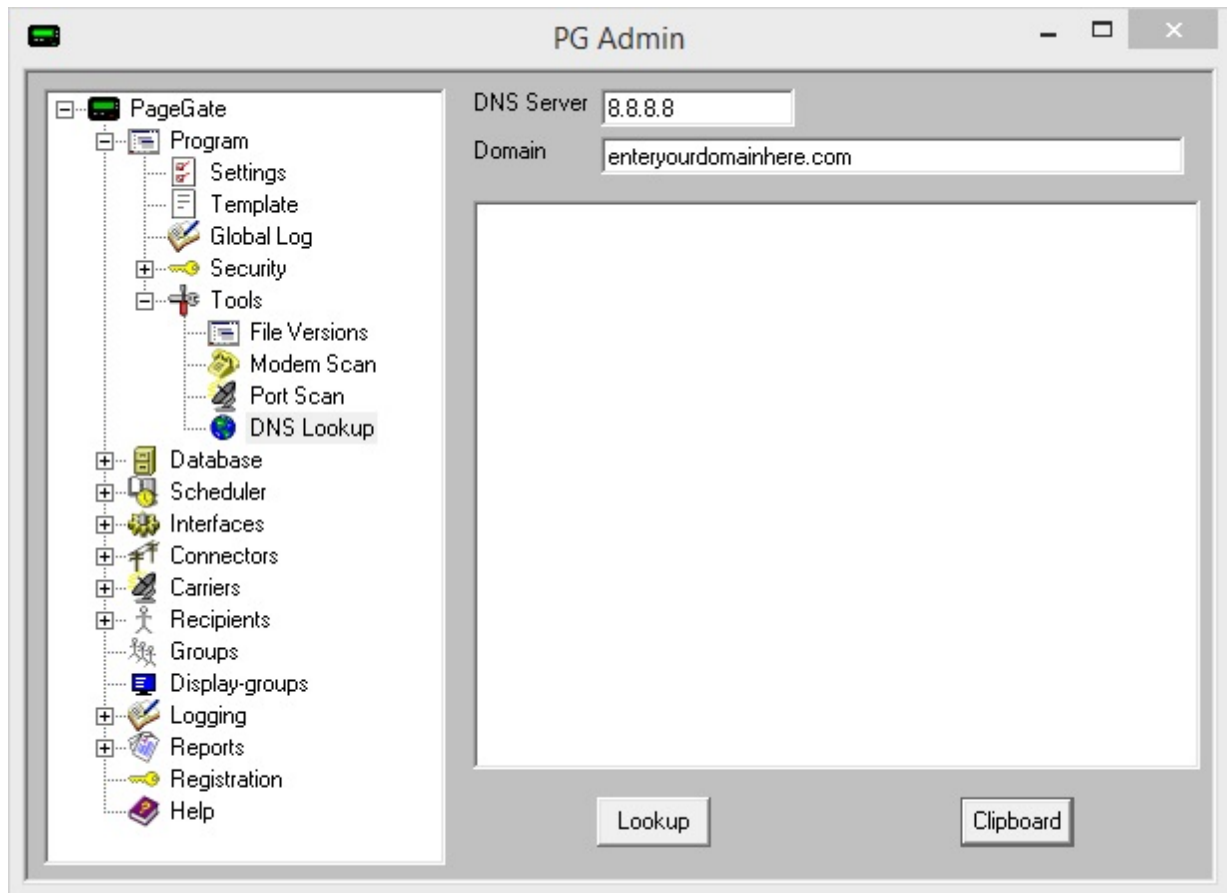 PG Admin
PageGate
Program
Settings
Template
Global Log
Security
Tools
File Versions
Modem Scan
Port Scan
DNS Lookup
Database
Scheduler
Interfaces
Connectors
Carriers
Recipients
Groups
Display-groups
Logging
Reports
Registration
Help
DNS Server 8.8.8.8
Domain enteryourdomainhere.com
Lookup Clipboard